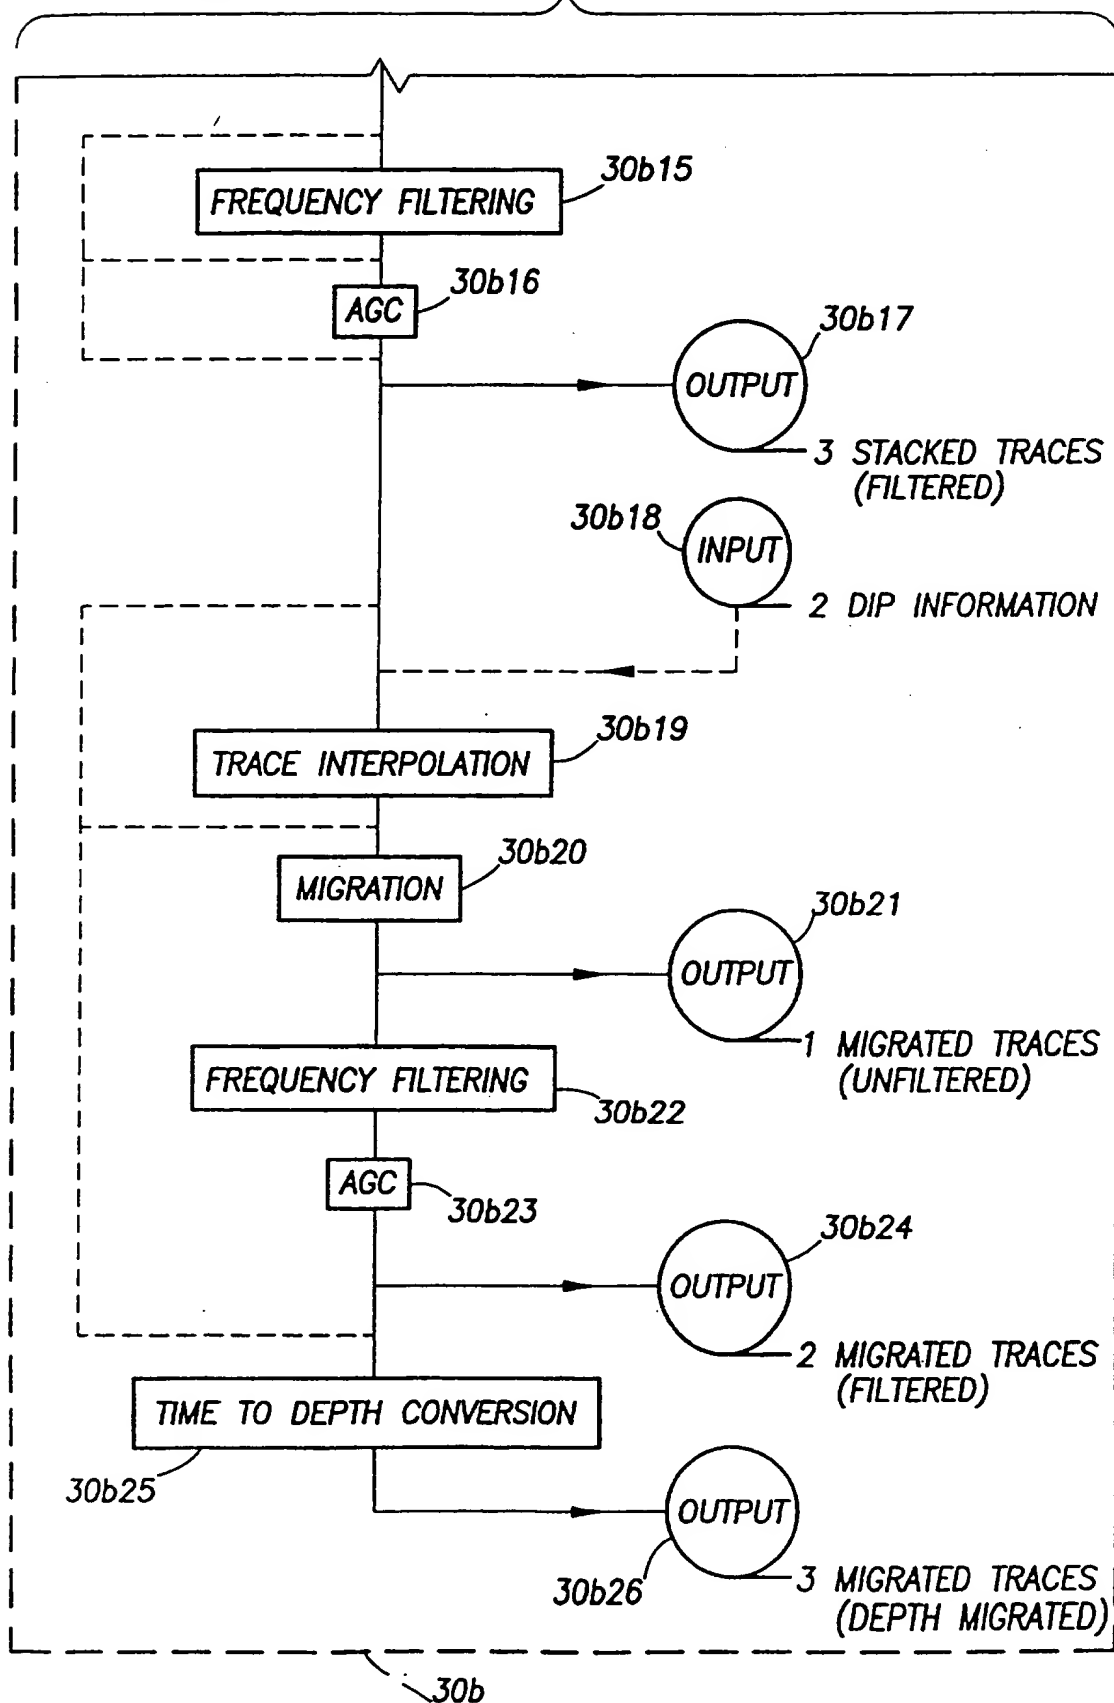 30b15
FREQUENCY FILTERING
30b16
AGC
30b17
OUTPUT
3 STACKED TRACES
(FILTERED)
30b18
INPUT
2 DIP INFORMATION
30b19
TRACE INTERPOLATION
30b20
MIGRATION
30b21
OUTPUT
1 MIGRATED TRACES
(UNFILTERED)
FREQUENCY FILTERING
30b22
AGC
30b23
30b24
OUTPUT
2 MIGRATED TRACES
(FILTERED)
TIME TO DEPTH CONVERSION
30b25
OUTPUT
30b26
3 MIGRATED TRACES
(DEPTH MIGRATED)
30b